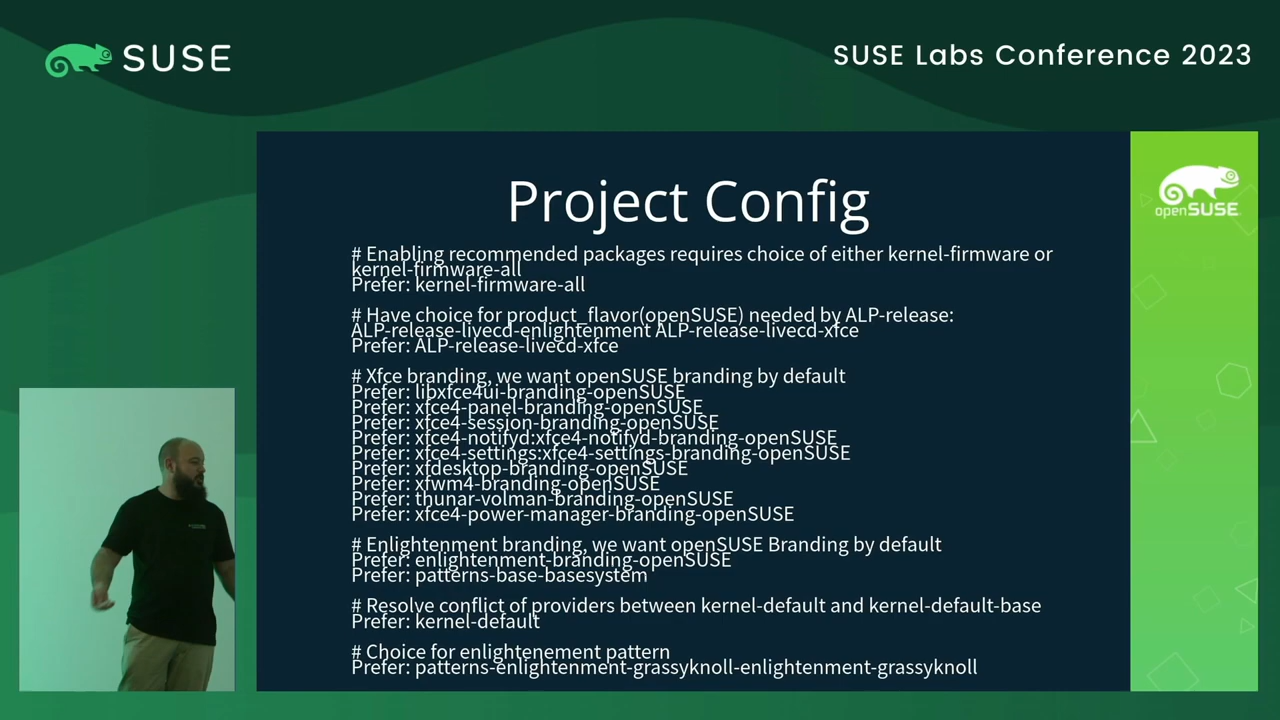 SUSE
SUSE Labs Conference 2023
openSUSE
Project Config
# Enabling recommended packages requires choice of either kernel-firmware or
kernel-firmware-all
Prefer: kernel-firmware-all
# Have choice for product_flavor(openSUSE) needed by ALP-release:
ALP-release-livecd-enlightenment ALP-release-livecd-xfce
Prefer: ALP-release-livecd-xfce
# Xfce branding, we want openSUSE branding by default
Prefer: libxfce4ui-branding-openSUSE
Prefer: xfce4-panel-branding-openSUSE
Prefer: xfce4-session-branding-openSUSE
Prefer: xfce4-notifyd:xfce4-notifyd-branding-openSUSE
Prefer: xfce4-settings:xfce4-settings-branding-openSUSE
Prefer: xfdesktop-branding-openSUSE
Prefer: xfwm4-branding-openSUSE
Prefer: thunar-volman-branding-openSUSE
Prefer: xfce4-power-manager-branding-openSUSE
# Enlightenment branding, we want openSUSE Branding by default
Prefer: enlightenment-branding-openSUSE
Prefer: patterns-base-basesystem
# Resolve conflict of providers between kernel-default and kernel-default-base
Prefer: kernel-default
# Choice for enlightenement pattern
Prefer: patterns-enlightenment-grassyknoll-enlightenment-grassyknoll